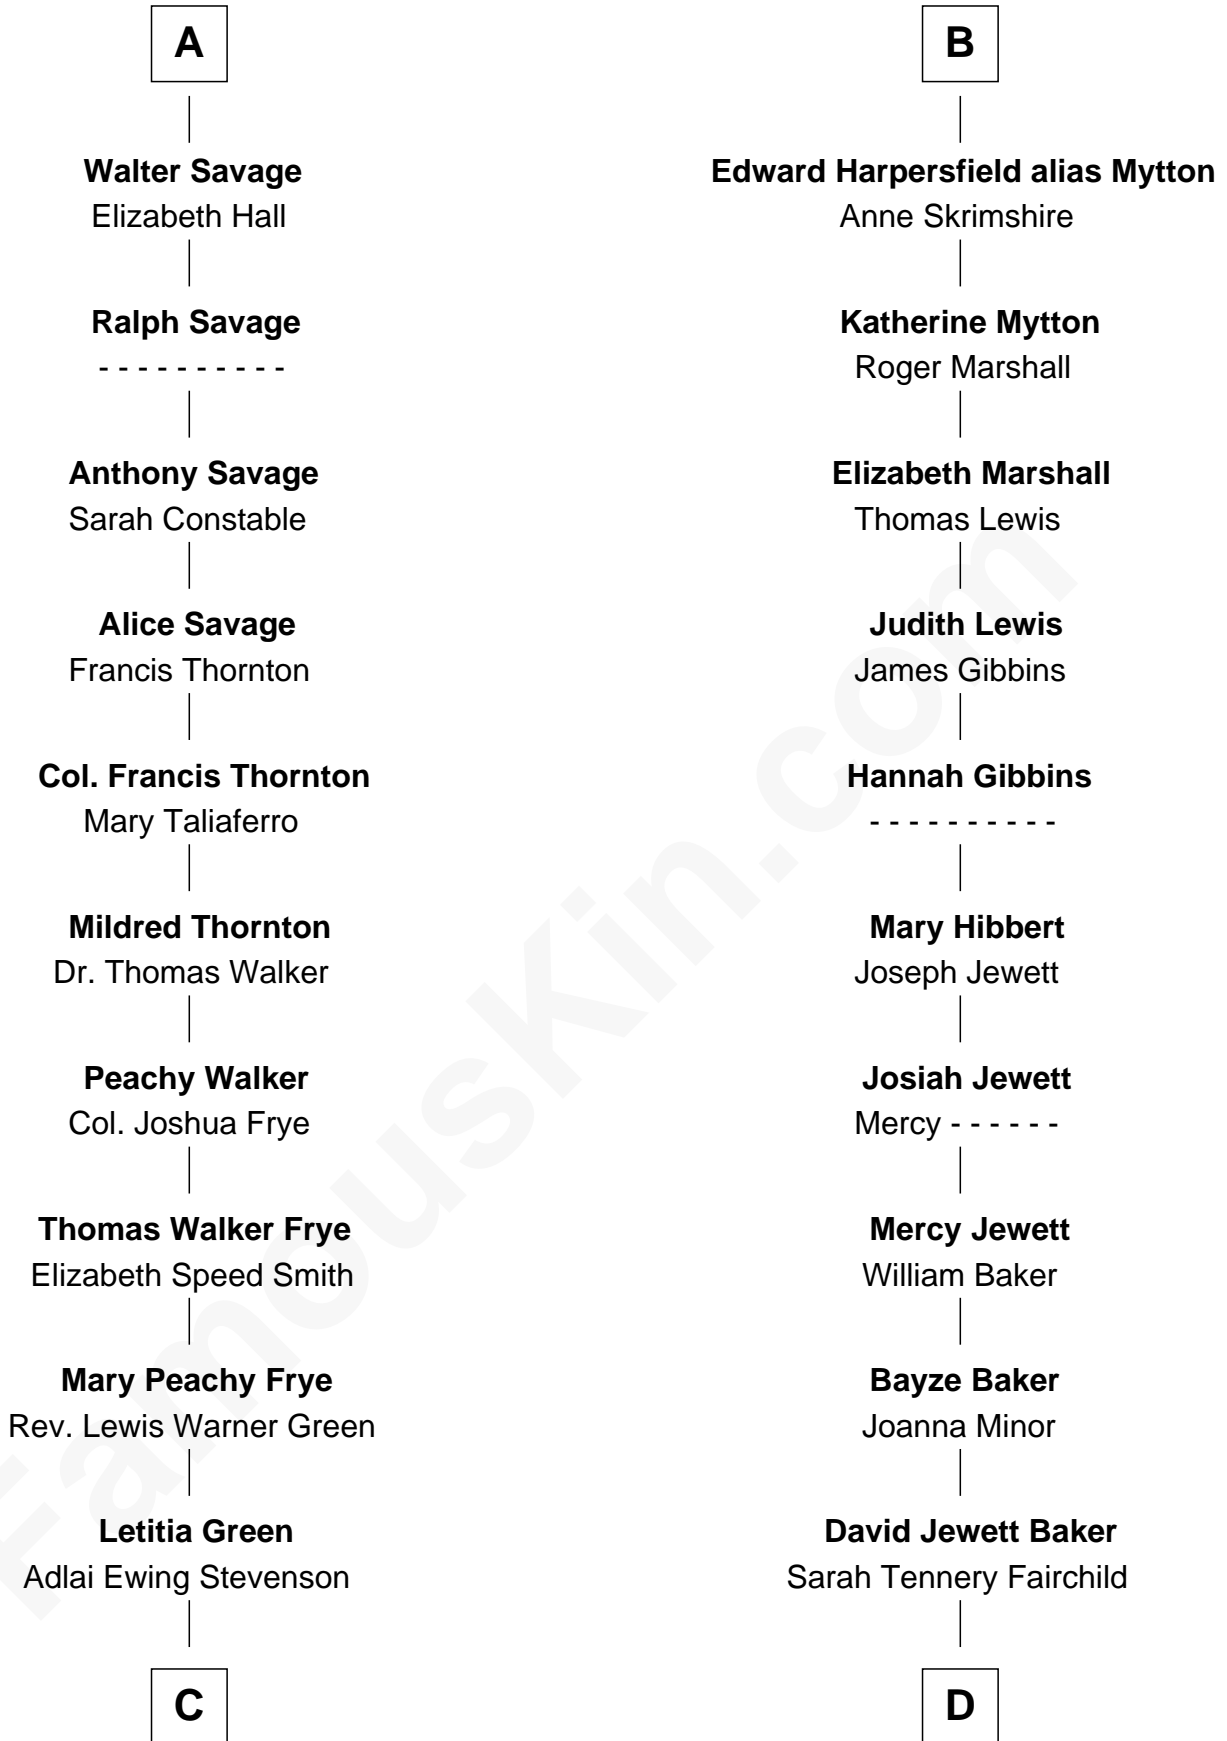 A
Walter Savage
Elizabeth Hall
Ralph Savage
- - - - - - - - - -
Anthony Savage
Sarah Constable
Alice Savage
Francis Thornton
Col. Francis Thornton
Mary Taliaferro
Mildred Thornton
Dr. Thomas Walker
Peachy Walker
Col. Joshua Frye
Thomas Walker Frye
Elizabeth Speed Smith
Mary Peachy Frye
Rev. Lewis Warner Green
Letitia Green
Adlai Ewing Stevenson
C
B
Edward Harpersfield alias Mytton
Anne Skrimshire
Katherine Mytton
Roger Marshall
Elizabeth Marshall
Thomas Lewis
Judith Lewis
James Gibbins
Hannah Gibbins
- - - - - - - - - -
Mary Hibbert
Joseph Jewett
Josiah Jewett
Mercy - - - - - -
Mercy Jewett
William Baker
Bayze Baker
Joanna Minor
David Jewett Baker
Sarah Tennery Fairchild
D
FamousKin.com